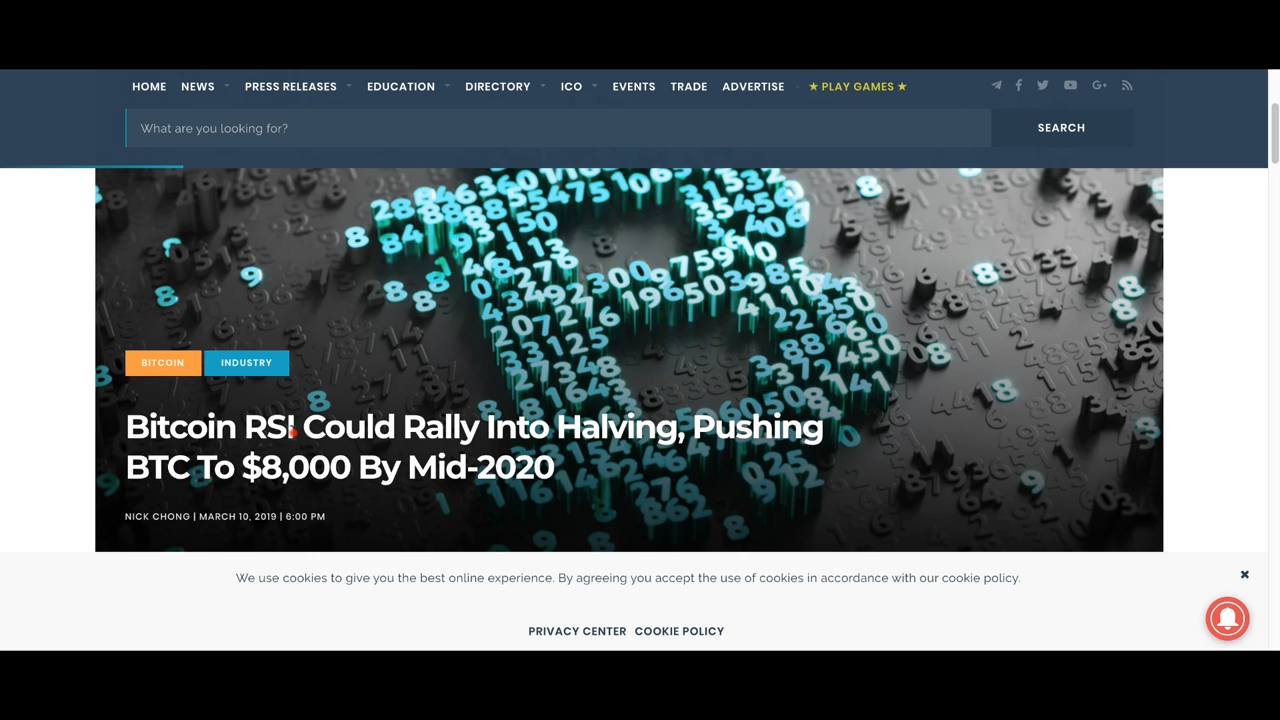 HOME NEWS PRESS RELEASES EDUCATION DIRECTORY ICO EVENTS TRADE ADVERTISE ★ PLAY GAMES ★
What are you looking for? SEARCH
BITCOIN INDUSTRY
Bitcoin RSI Could Rally Into Halving, Pushing
BTC To $8,000 By Mid-2020
NICK CHONG | MARCH 10, 2019 | 6:00 PM
We use cookies to give you the best online experience. By agreeing you accept the use of cookies in accordance with our cookie policy.
PRIVACY CENTER COOKIE POLICY